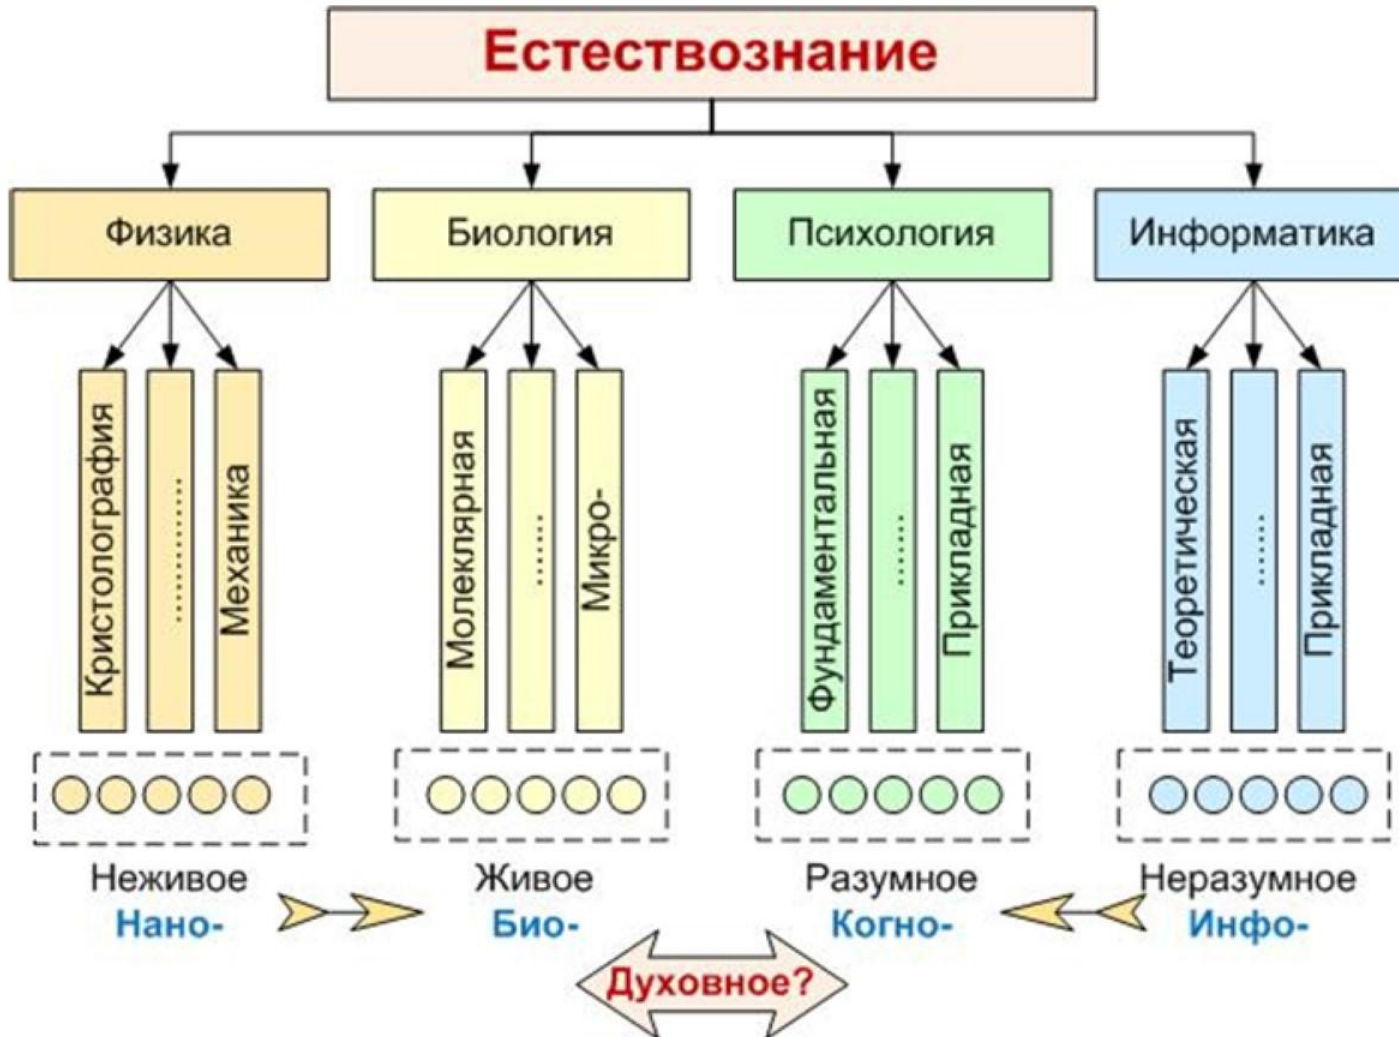 Естествознание
Физика
Биология
Психология
Информатика
Кристолография
...........
Механика
Молеклярная
.......
Микро-
Фундаментальная
.......
Прикладная
Теоретическая
.......
Прикладная
Неживое
Живое
Разумное
Неразумное
Нано-
Био-
Когно-
Инфо-
Духовное?